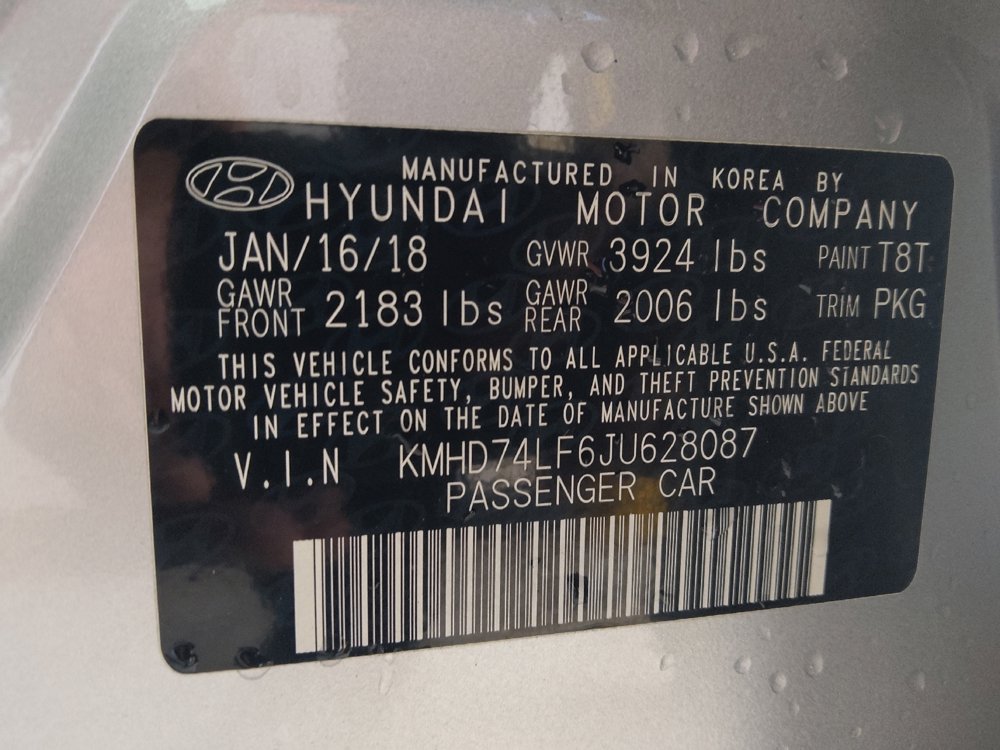 MANUFACTURED IN KOREA BY
HYUNDAI MOTOR COMPANY
JAN/16/18 GVWR 3924 lbs PAINT T8T
GAWR FRONT 2183 lbs GAWR REAR 2006 lbs TRIM PKG
THIS VEHICLE CONFORMS TO ALL APPLICABLE U.S.A. FEDERAL
MOTOR VEHICLE SAFETY, BUMPER, AND THEFT PREVENTION STANDARDS
IN EFFECT ON THE DATE OF MANUFACTURE SHOWN ABOVE
V.I.N KMHD74LF6JU628087
PASSENGER CAR